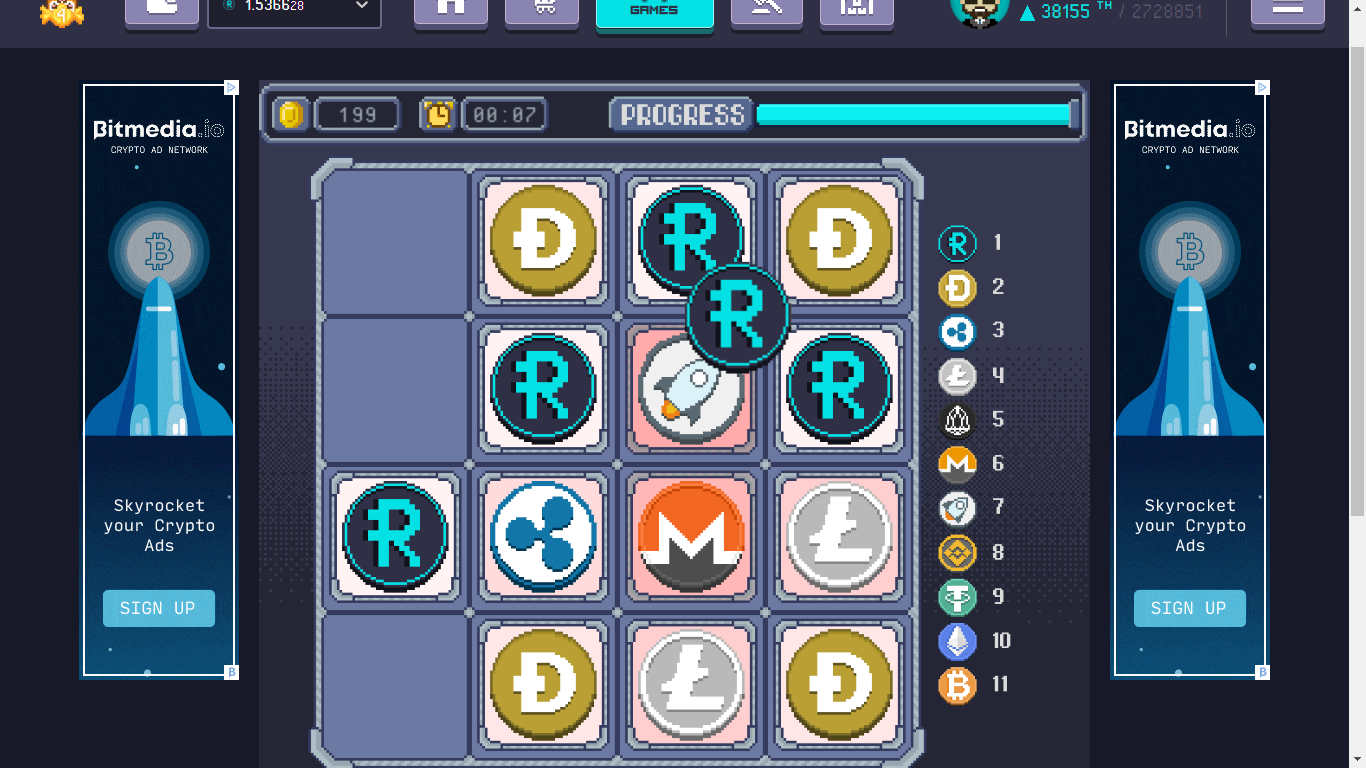 1.536628
GAMES
38155 TH / 2728851
Bitmedia.io
CRYPTO AD NETWORK
Skyrocket
your Crypto
Ads
SIGN UP
199
00:07
PROGRESS
1
2
3
4
5
6
7
8
9
10
11
Bitmedia.io
CRYPTO AD NETWORK
Skyrocket
your Crypto
Ads
SIGN UP